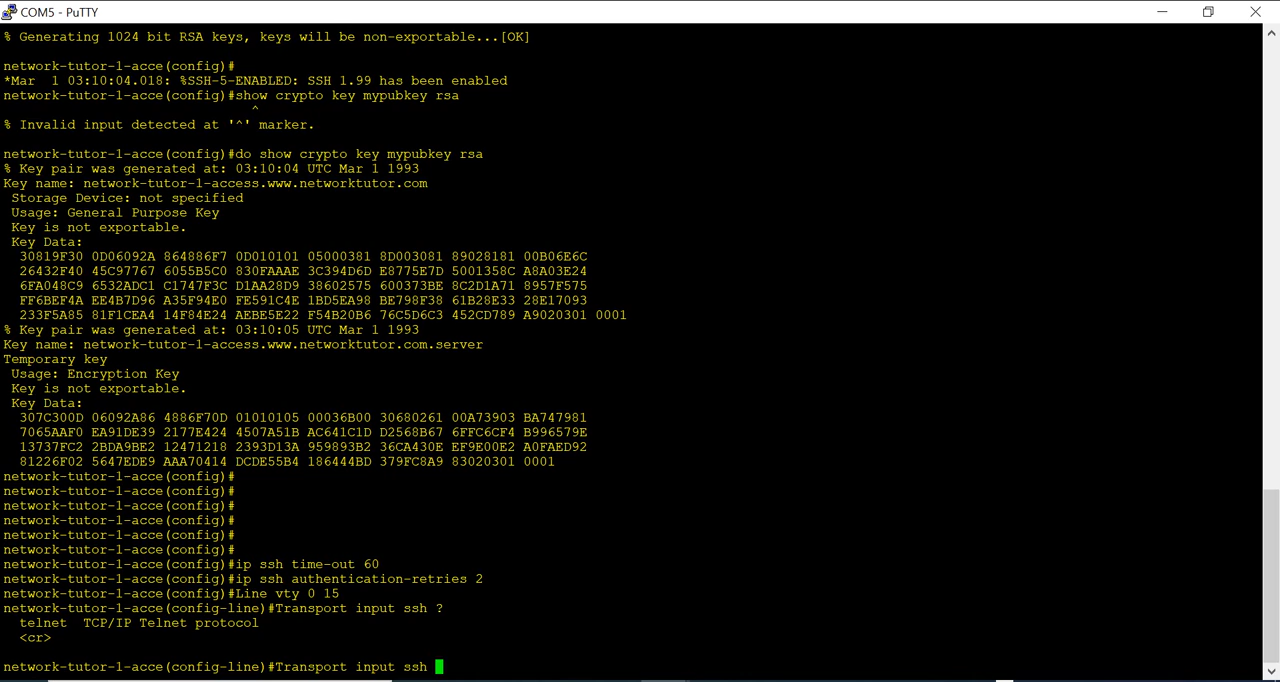 COM5 - PuTTY
% Generating 1024 bit RSA keys, keys will be non-exportable...[OK]
network-tutor-1-acce(config)#
*Mar  1 03:10:04.018: %SSH-5-ENABLED: SSH 1.99 has been enabled
network-tutor-1-acce(config)#show crypto key mypubkey rsa
^
% Invalid input detected at '^' marker.
network-tutor-1-acce(config)#do show crypto key mypubkey rsa
% Key pair was generated at: 03:10:04 UTC Mar 1 1993
Key name: network-tutor-1-access.www.networktutor.com
Storage Device: not specified
Usage: General Purpose Key
Key is not exportable.
Key Data:
30819F30 0D06092A 864886F7 0D010101 05000381 8D003081 89028181 00B06E6C
26432F40 45C97767 6055B5C0 830FAAAE 3C394D6D E8775E7D 5001358C A8A03E24
6FA048C9 6532ADC1 C1747F3C D1AA28D9 38602575 600373BE 8C2D1A71 8957F575
FF6BEF4A EE4B7D96 A35F94E0 FE591C4E 1BD5EA98 BE798F38 61B28E33 28E17093
233F5A85 81F1CEA4 14F84E24 AEBE5E22 F54B20B6 76C5D6C3 452CD789 A9020301 0001
% Key pair was generated at: 03:10:05 UTC Mar 1 1993
Key name: network-tutor-1-access.www.networktutor.com.server
Temporary key
Usage: Encryption Key
Key is not exportable.
Key Data:
307C300D 06092A86 4886F70D 01010105 00036B00 30680261 00A73903 BA747981
7065AAF0 EA91DE39 2177E424 4507A51B AC641C1D D2568B67 6FFC6CF4 B996579E
13737FC2 2BDA9BE2 12471218 2393D13A 959893B2 36CA430E EF9E00E2 A0FAED92
81226F02 5647EDE9 AAA70414 DCDE55B4 186444BD 379FC8A9 83020301 0001
network-tutor-1-acce(config)#
network-tutor-1-acce(config)#
network-tutor-1-acce(config)#
network-tutor-1-acce(config)#
network-tutor-1-acce(config)#
network-tutor-1-acce(config)#
network-tutor-1-acce(config)#ip ssh time-out 60
network-tutor-1-acce(config)#ip ssh authentication-retries 2
network-tutor-1-acce(config)#Line vty 0 15
network-tutor-1-acce(config-line)#Transport input ssh ?
telnet  TCP/IP Telnet protocol
<cr>
network-tutor-1-acce(config-line)#Transport input ssh